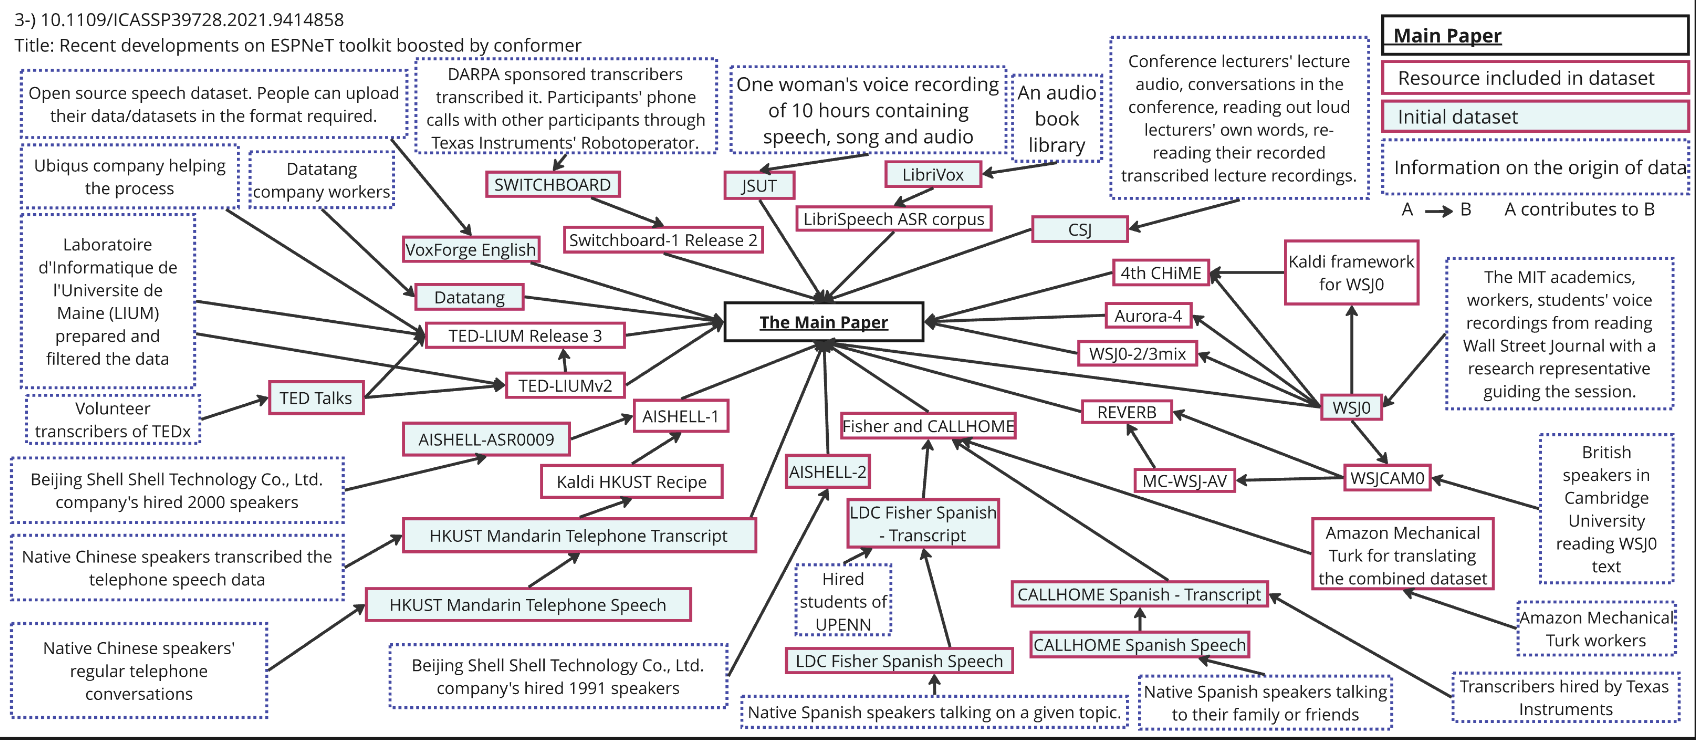 3-) 10.1109/ICASSP39728.2021.9414858
Title: Recent developments on ESPNeT toolkit boosted by conformer
Main Paper
Resource included in dataset
Initial dataset
Information on the origin of data
A
B
A contributes to B
Open source speech dataset. People can upload
their data/datasets in the format required.
DARPA sponsored transcribers
transcribed it. Participants' phone
calls with other participants through
Texas Instruments' Robotoperator.
One woman's voice recording
of 10 hours containing
speech, song and audio
An audio
book
library
Conference lecturers' lecture
audio, conversations in the
conference, reading out loud
lecturers' own words, re-
reading their recorded
transcribed lecture recordings.
Ubiqus company helping
the process
Datatang
company workers
SWITCHBOARD
JSUT
LibriVox
LibriSpeech ASR corpus
CSJ
Switchboard-1 Release 2
VoxForge English
Laboratoire
d'Informatique de
l'Universite de
Maine (LIUM)
prepared and
filtered the data
Datatang
4th CHiME
Kaldi framework
for WSJ0
The MIT academics,
workers, students' voice
recordings from reading
Wall Street Journal with a
research representative
guiding the session.
The Main Paper
TED-LIUM Release 3
Aurora-4
WSJ0-2/3mix
TED-LIUMv2
TED Talks
Volunteer
transcribers of TEDx
AISHELL-1
AISHELL-ASR0009
Fisher and CALLHOME
REVERB
WSJ0
British
speakers in
Cambridge
University
reading WSJ0
text
Beijing Shell Shell Technology Co., Ltd.
company's hired 2000 speakers
Kaldi HKUST Recipe
AISHELL-2
MC-WSJ-AV
WSJCAM0
HKUST Mandarin Telephone Transcript
LDC Fisher Spanish
- Transcript
Amazon Mechanical
Turk for translating
the combined dataset
Native Chinese speakers transcribed the
telephone speech data
Hired
students of
UPENN
CALLHOME Spanish - Transcript
HKUST Mandarin Telephone Speech
Amazon Mechanical
Turk workers
Native Chinese speakers'
regular telephone
conversations
Beijing Shell Shell Technology Co., Ltd.
company's hired 1991 speakers
LDC Fisher Spanish Speech
CALLHOME Spanish Speech
Native Spanish speakers talking on a given topic.
Native Spanish speakers talking
to their family or friends
Transcribers hired by Texas
Instruments